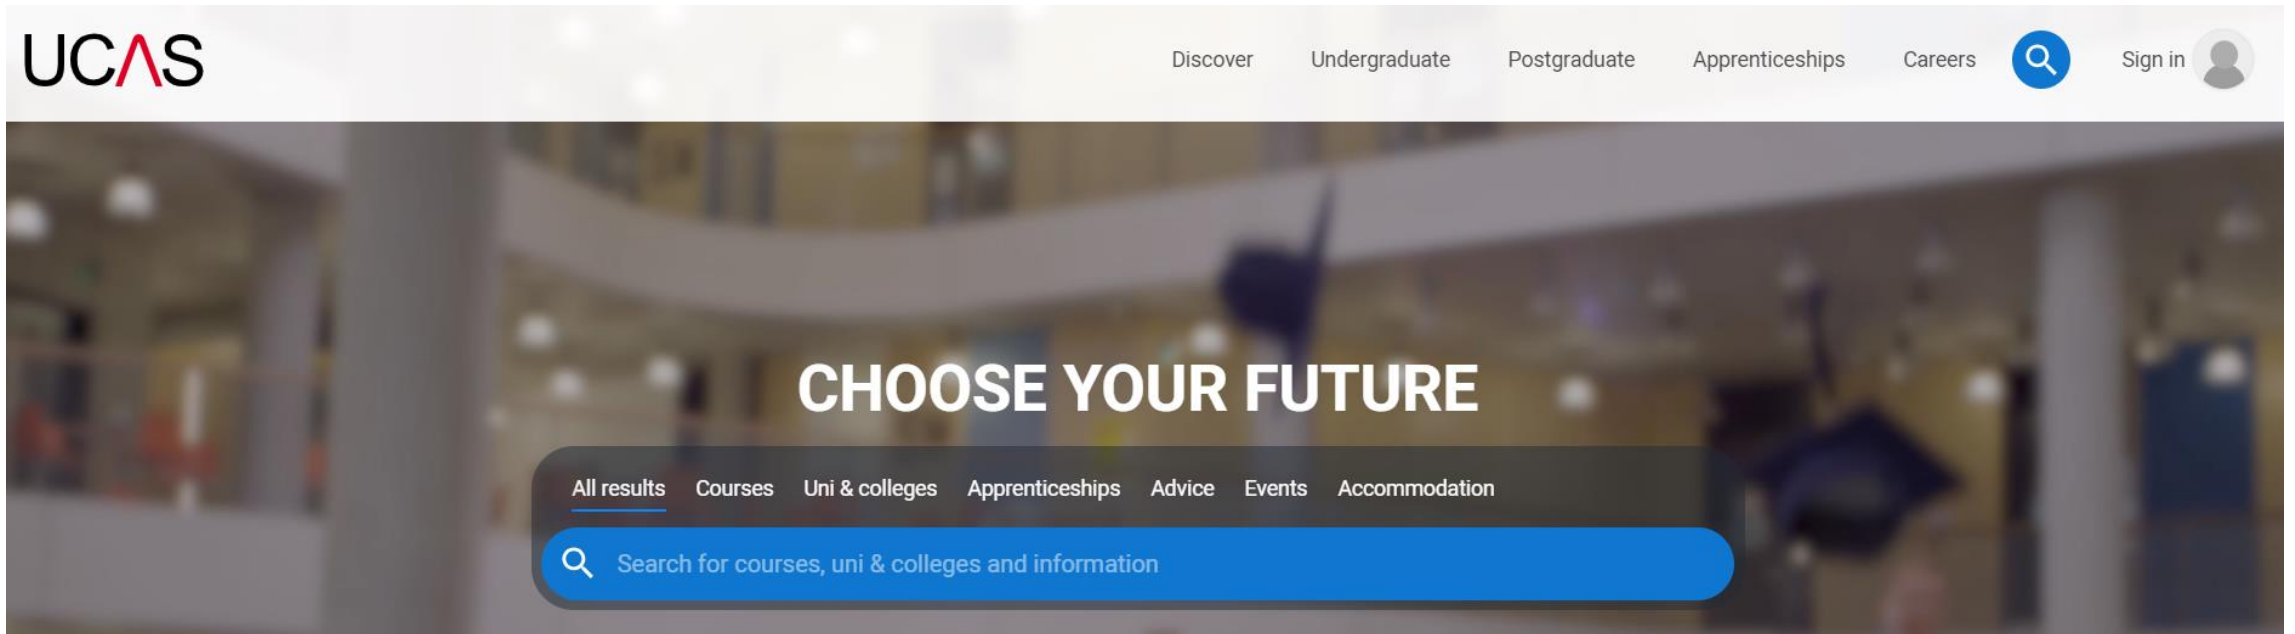 UCAS
Discover Undergraduate Postgraduate Apprenticeships Careers Sign in
CHOOSE YOUR FUTURE
All results Courses Uni & colleges Apprenticeships Advice Events Accommodation
Search for courses, uni & colleges and information